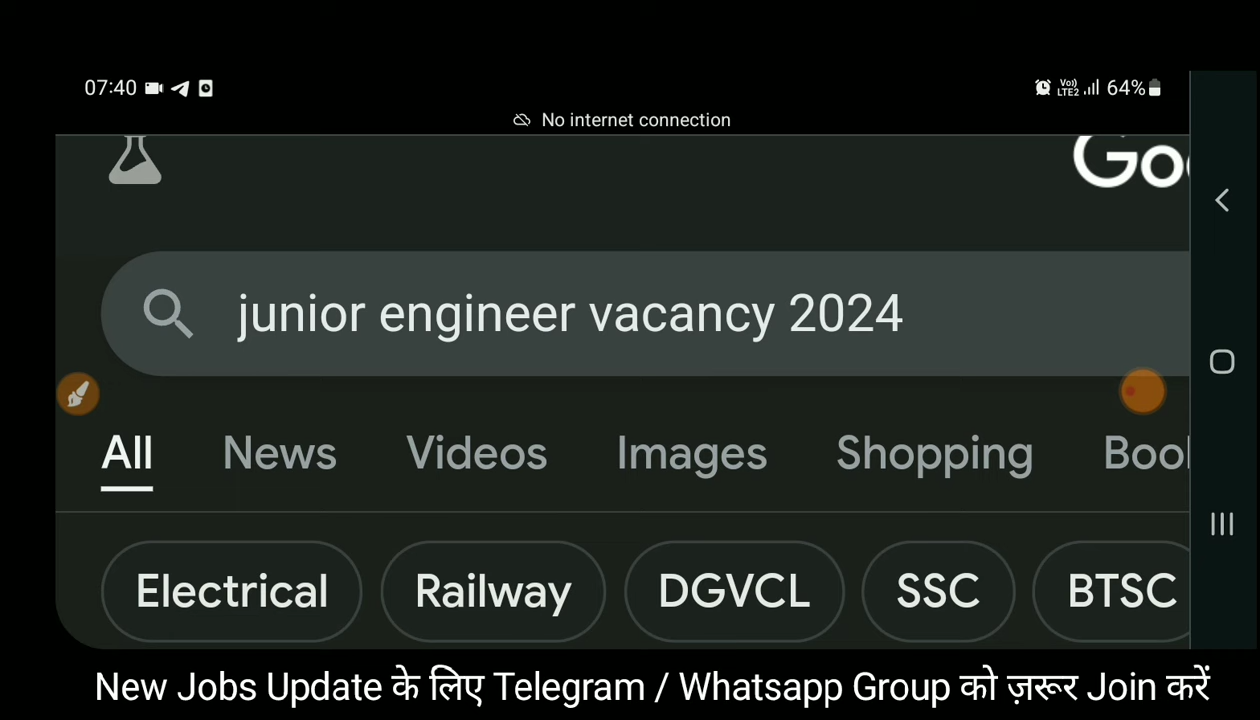 07:40 64%
No internet connection
junior engineer vacancy 2024
All News Videos Images Shopping
Electrical Railway DGVCL SSC BTSC
New Jobs Update के लिए Telegram / Whatsapp Group को ज़रूर Join करें